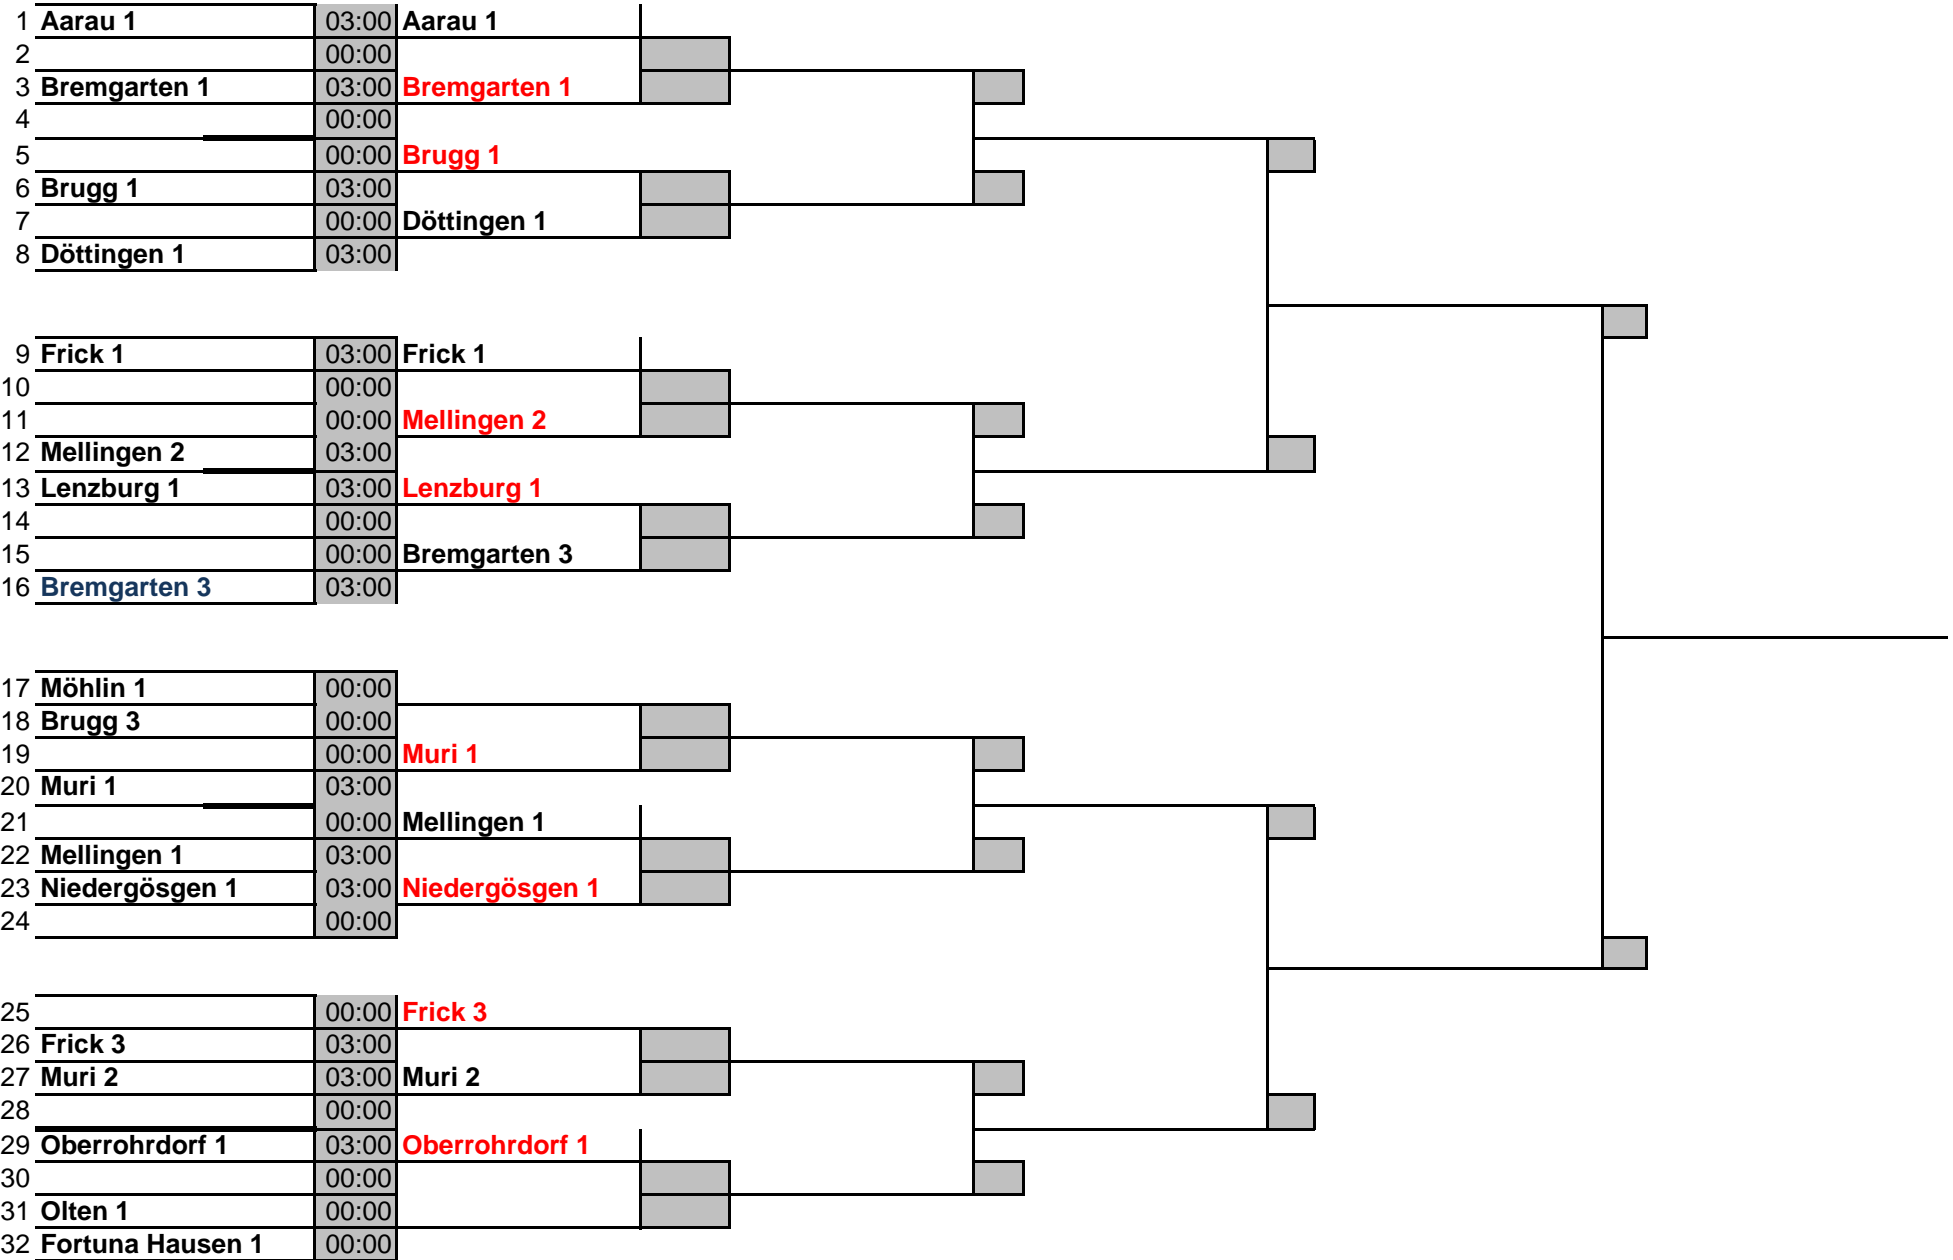 1 Aarau 1 03:00 Aarau 1
2 00:00
3 Bremgarten 1 03:00 Bremgarten 1
4 00:00
5 00:00 Brugg 1
6 Brugg 1 03:00
7 00:00 Döttingen 1
8 Döttingen 1 03:00
9 Frick 1 03:00 Frick 1
10 00:00
11 00:00 Mellingen 2
12 Mellingen 2 03:00
13 Lenzburg 1 03:00 Lenzburg 1
14 00:00
15 00:00 Bremgarten 3
16 Bremgarten 3 03:00
17 Möhlin 1 00:00
18 Brugg 3 00:00
19 00:00 Muri 1
20 Muri 1 03:00
21 00:00 Mellingen 1
22 Mellingen 1 03:00
23 Niedergösgen 1 03:00 Niedergösgen 1
24 00:00
25 00:00 Frick 3
26 Frick 3 03:00
27 Muri 2 03:00 Muri 2
28 00:00
29 Oberrohrdorf 1 03:00 Oberrohrdorf 1
30 00:00
31 Olten 1 00:00
32 Fortuna Hausen 1 00:00